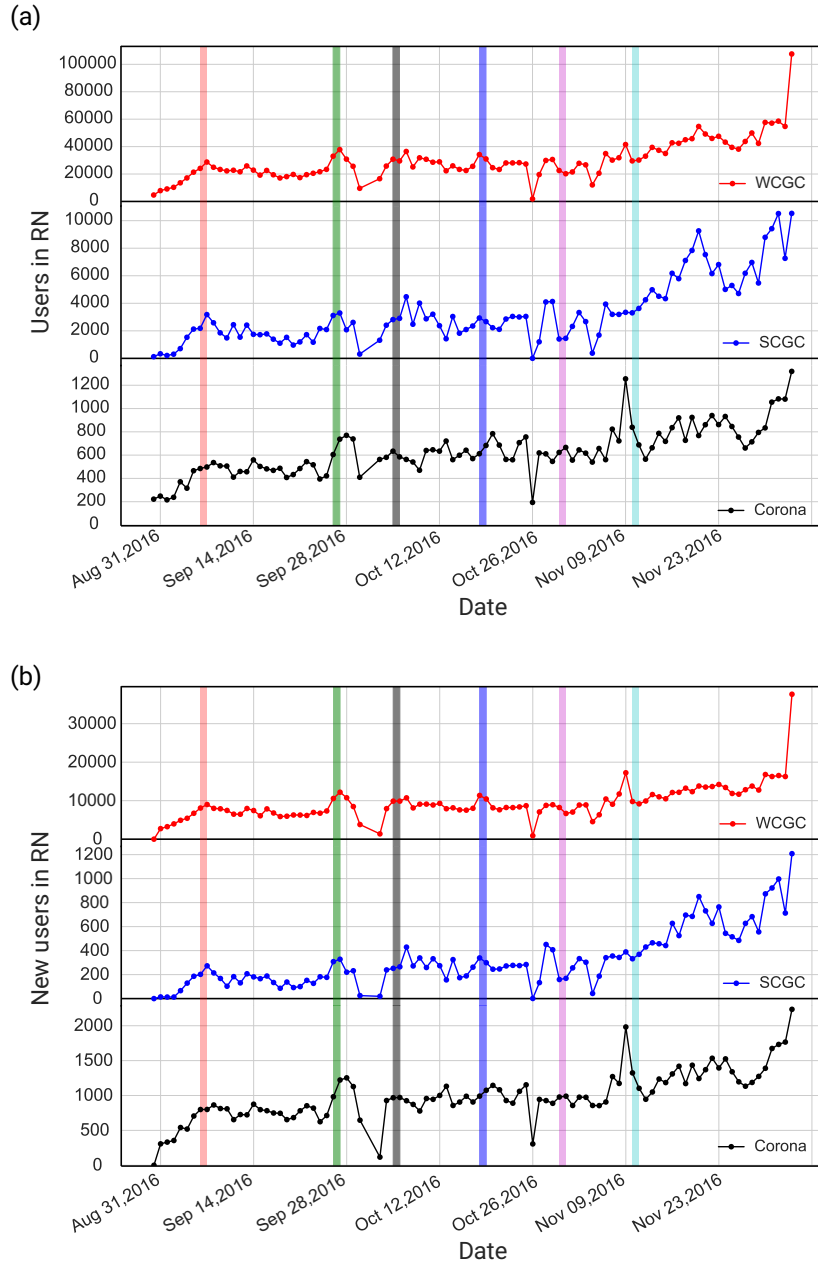 (a)
100000
80000
60000
40000
20000
0
WCGC
10000
8000
6000
4000
2000
0
SCGC
1200
1000
800
600
400
200
0
Corona
Users in RN
Aug 31,2016
Sep 14,2016
Sep 28,2016
Oct 12,2016
Oct 26,2016
Nov 09,2016
Nov 23,2016
Date
(b)
30000
20000
10000
0
WCGC
1200
1000
800
600
400
200
0
SCGC
2000
1500
1000
500
0
Corona
New users in RN
Aug 31,2016
Sep 14,2016
Sep 28,2016
Oct 12,2016
Oct 26,2016
Nov 09,2016
Nov 23,2016
Date